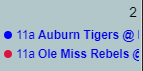 2
11a Auburn Tigers @
11a Ole Miss Rebels @